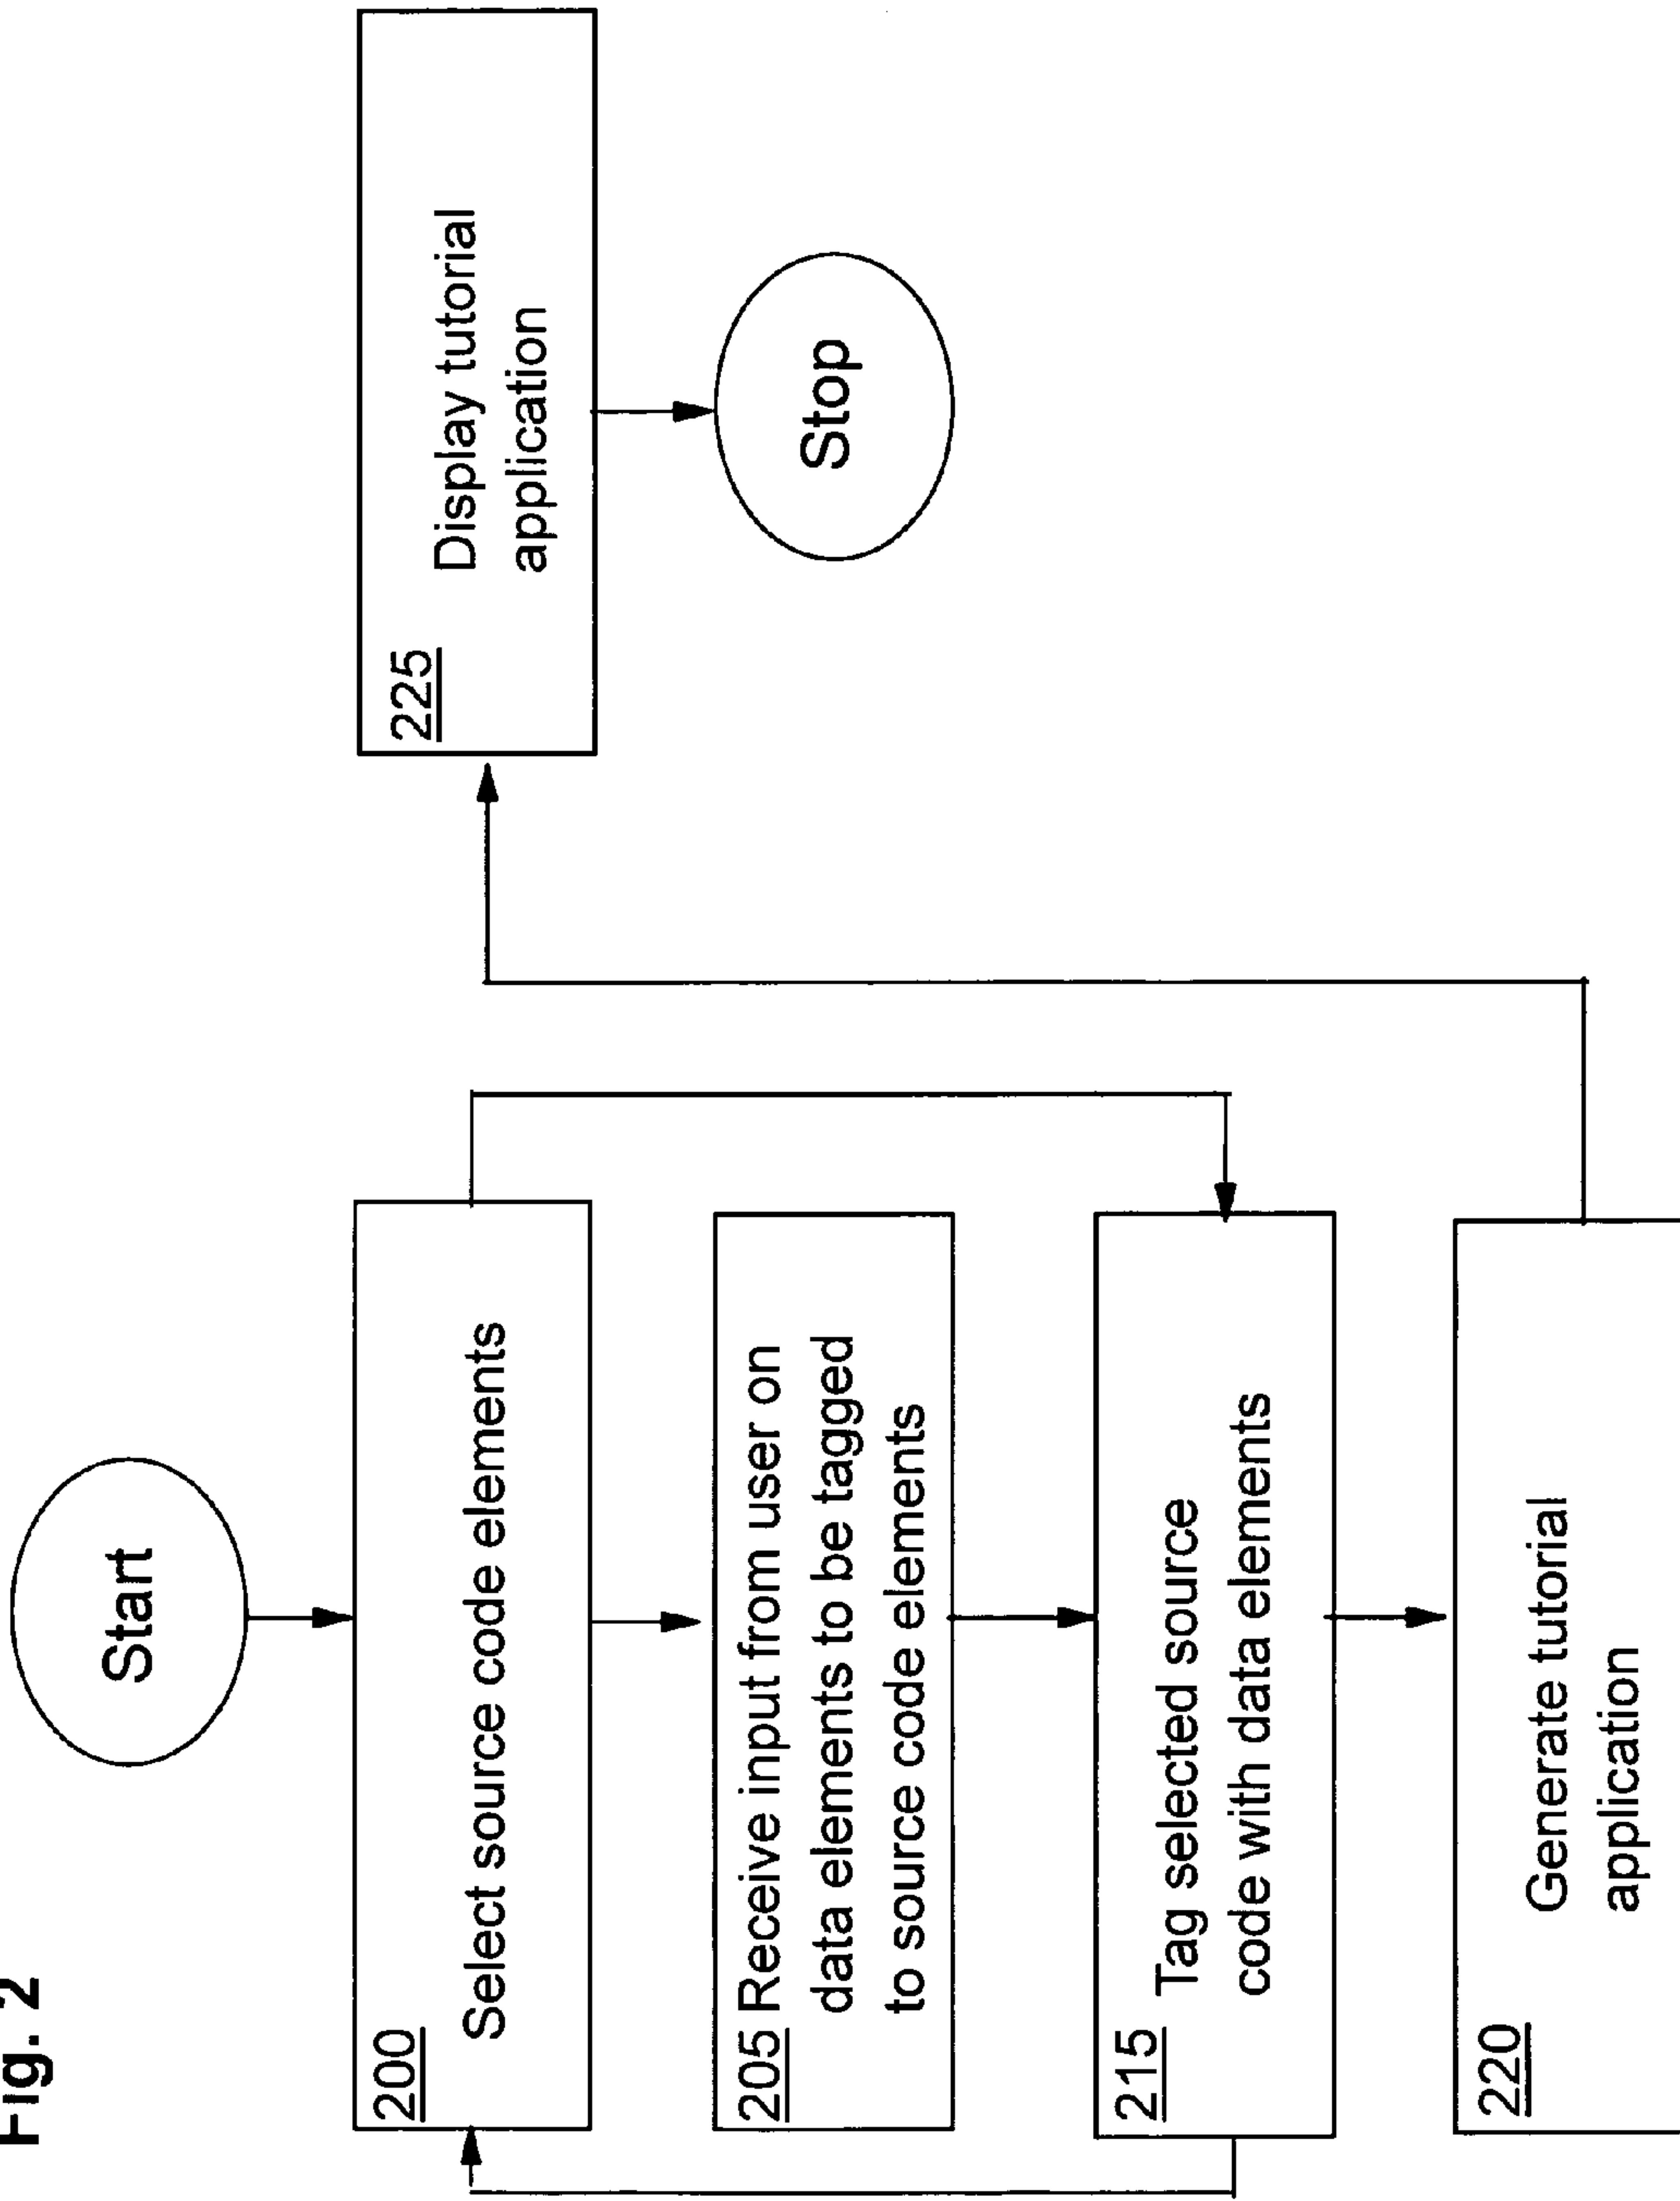 Fig. 2
Start
200
Select source code elements
205 Receive input from user on
data elements to be tagged
to source code elements
215
Tag selected source
code with data elements
220
Generate tutorial
application
225
Display tutorial
application
Stop